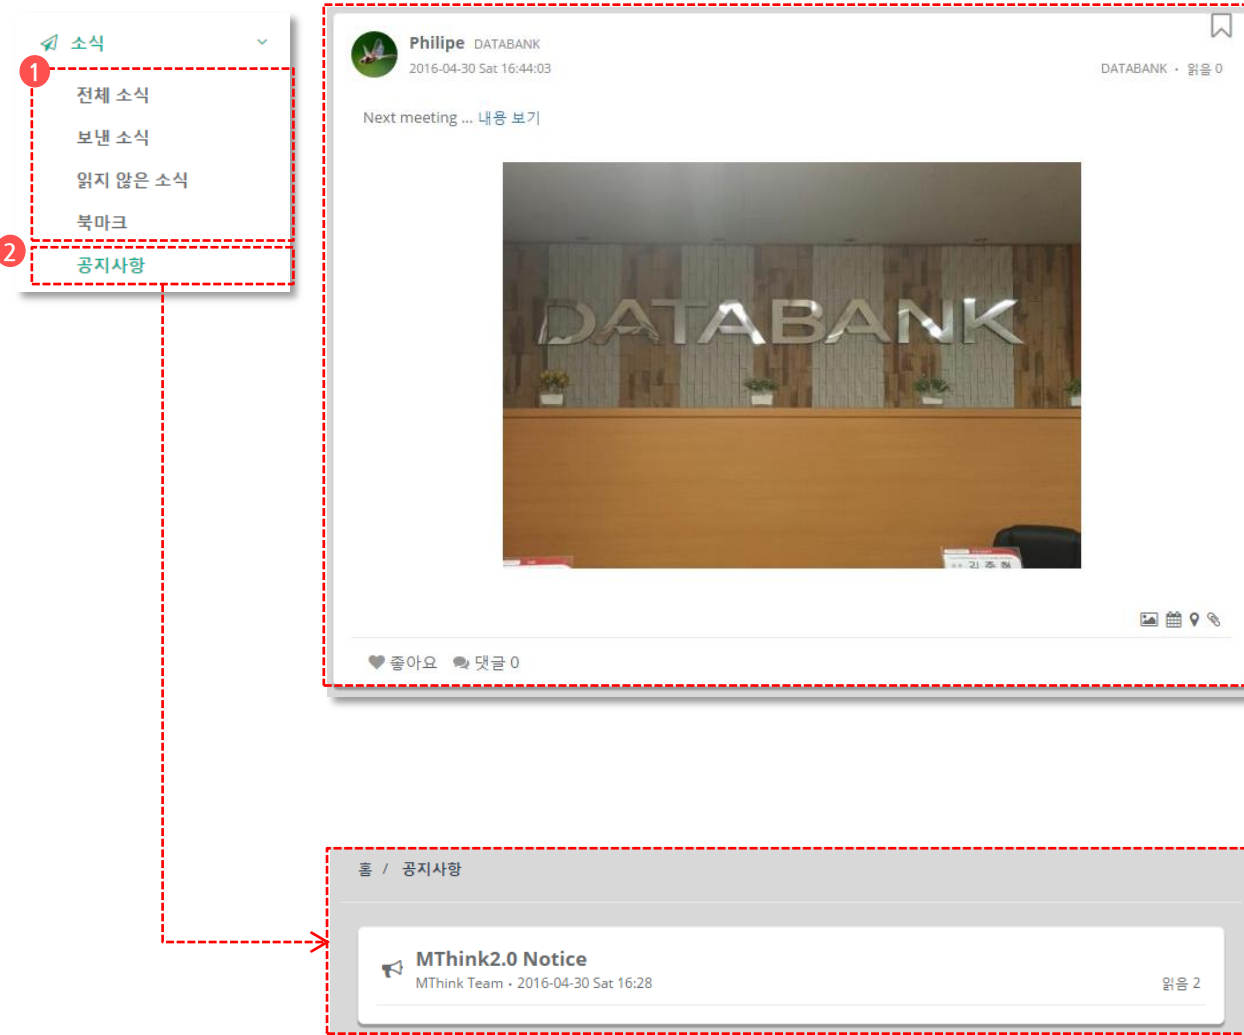 소식
1
전체 소식
보낸 소식
읽지 않은 소식
북마크
2
공지사항
Philipe DATABANK
2016-04-30 Sat 16:44:03
DATABANK · 읽음 0
Next meeting ... 내용 보기
DATABANK
좋아요 댓글 0
홈 / 공지사항
MThink2.0 Notice
MThink Team · 2016-04-30 Sat 16:28
읽음 2